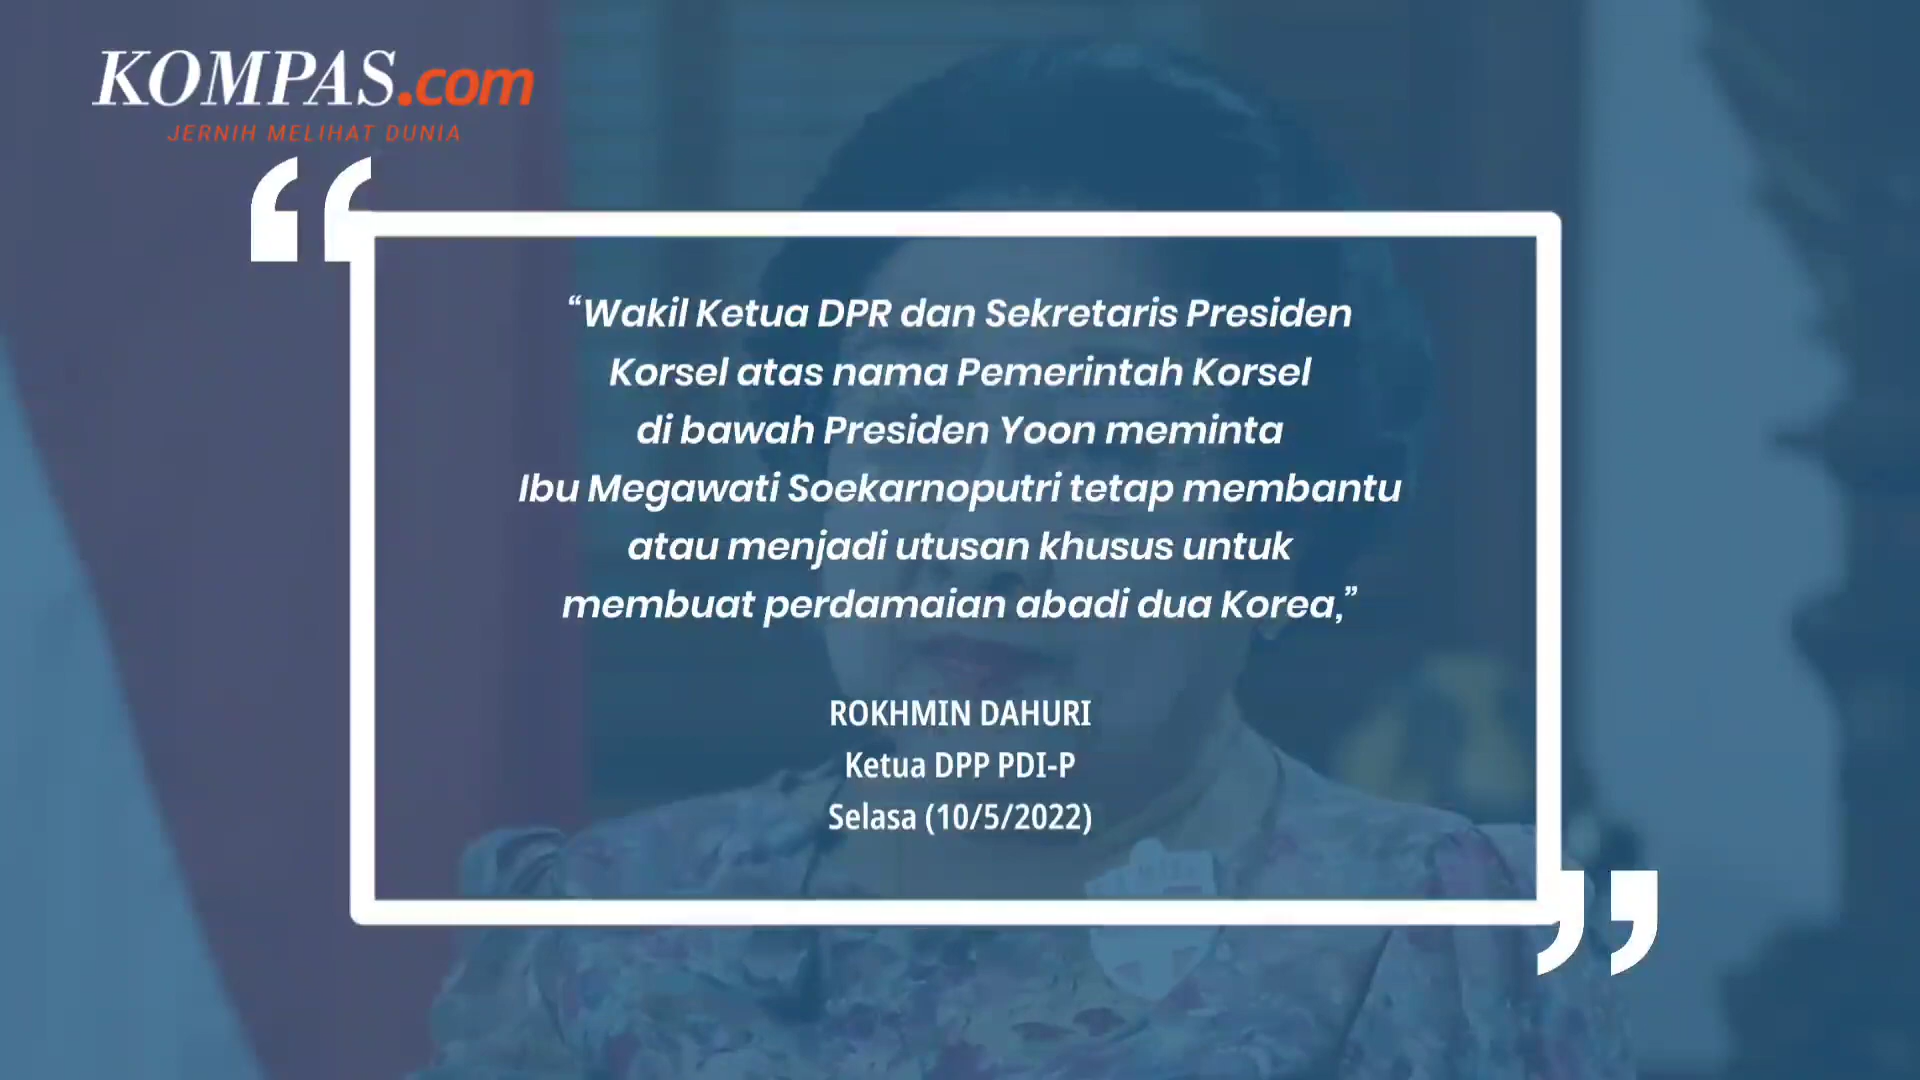 KOMPAS.com
JERNIH MELIHAT DUNIA
“Wakil Ketua DPR dan Sekretaris Presiden
Korsel atas nama Pemerintah Korsel
di bawah Presiden Yoon meminta
Ibu Megawati Soekarnoputri tetap membantu
atau menjadi utusan khusus untuk
membuat perdamaian abadi dua Korea,”
ROKHMIN DAHURI
Ketua DPP PDI-P
Selasa (10/5/2022)